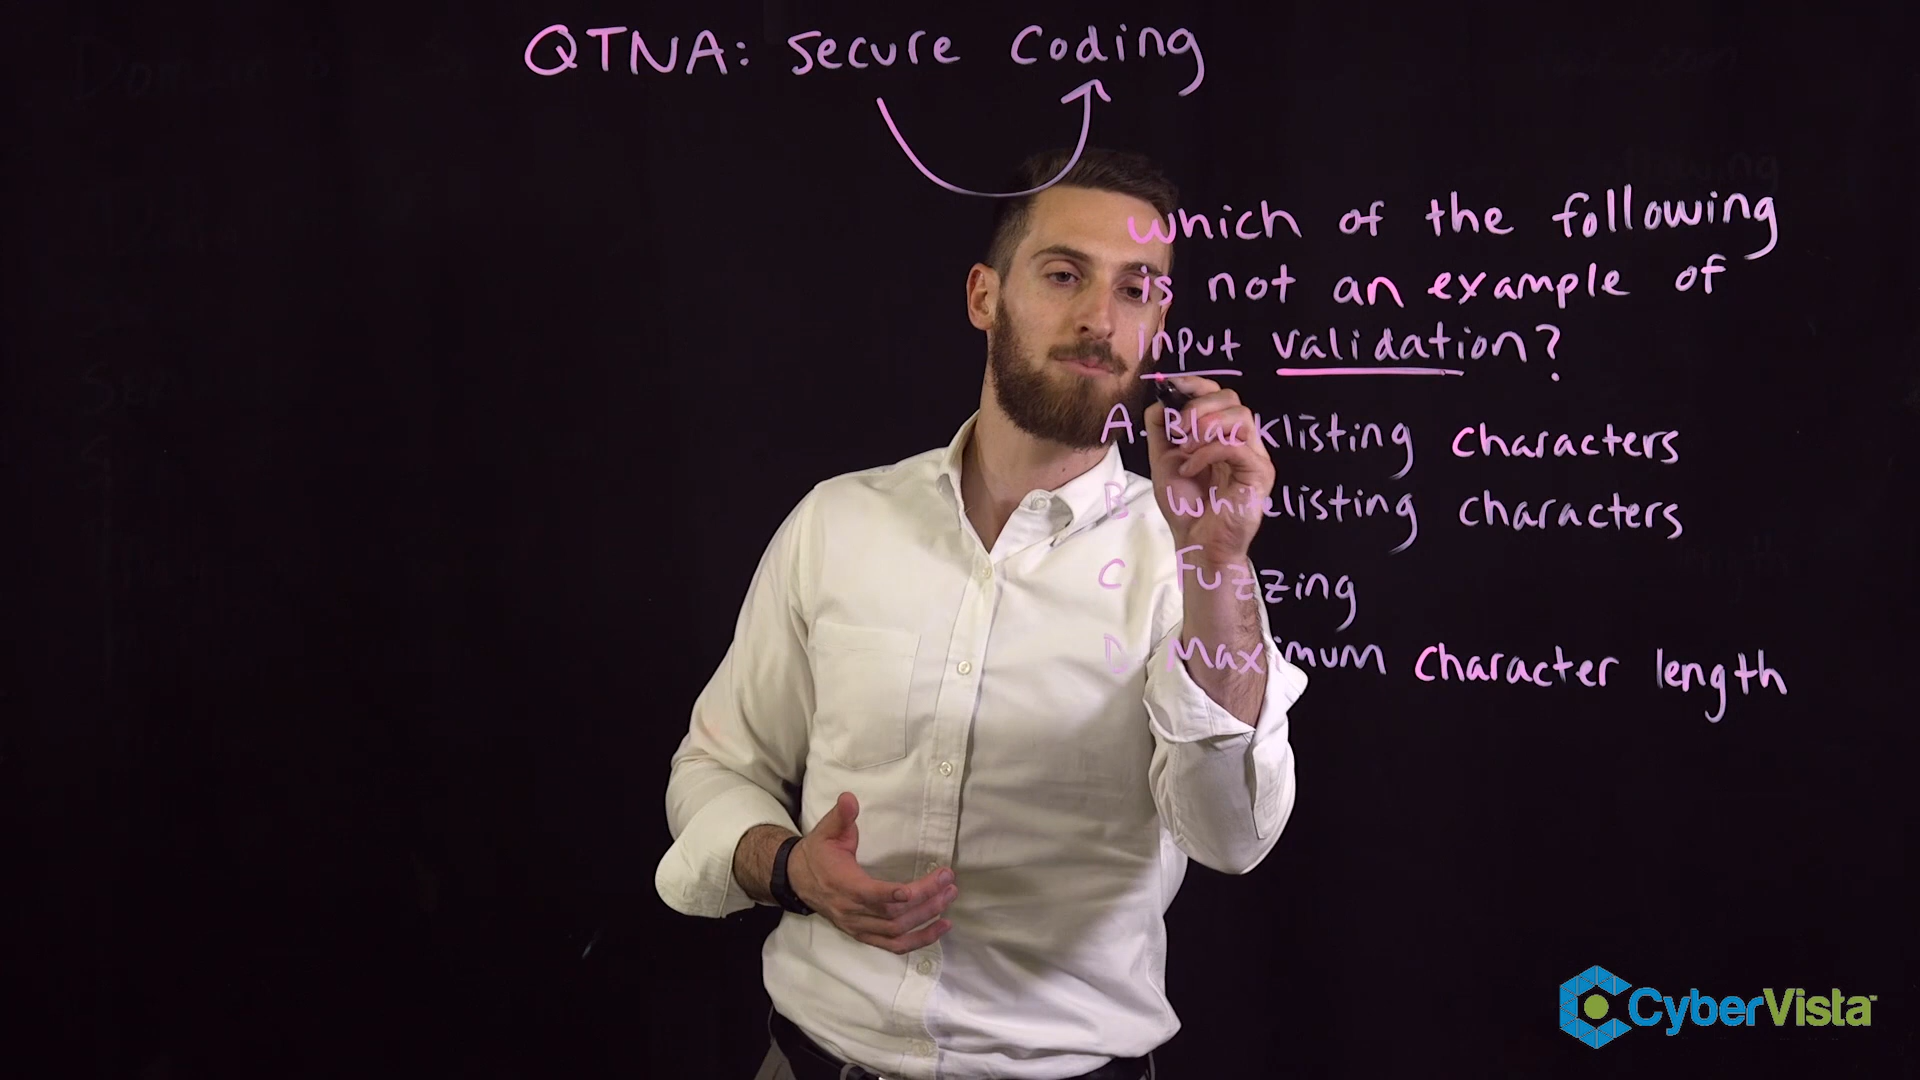 QTNA: Secure Coding
Which of the following
is not an example of
input validation?
A. Blacklisting characters
B. Whitelisting characters
C Fuzzing
D Maximum character length
CyberVista